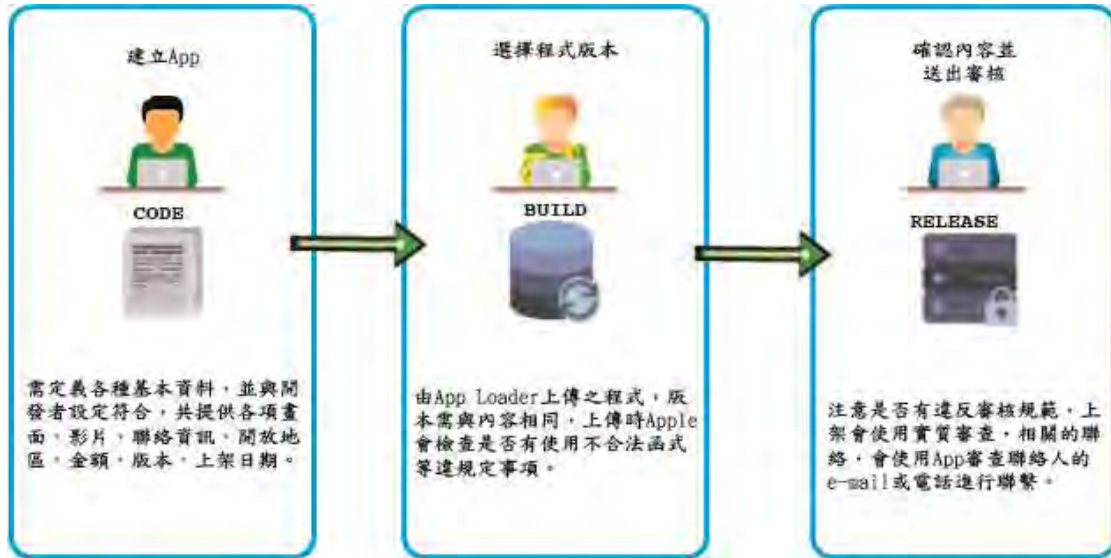 建立App
CODE
需定義各種基本資料，並與開
發者設定符合，共提供各項畫
面、影片、聯絡資訊、開放地
區、金額、版本、上架日期。
選擇程式版本
BUILD
由App Loader上傳之程式，版
本需與內容相同，上傳時Apple
會檢查是否有使用不合法函式
等違規定事項。
確認內容並
送出審核
RELEASE
注意是否有違反審核規範，上
架會使用實質審查，相關的聯
絡，會使用App審查聯絡人的
e-mail或電話進行聯繫。